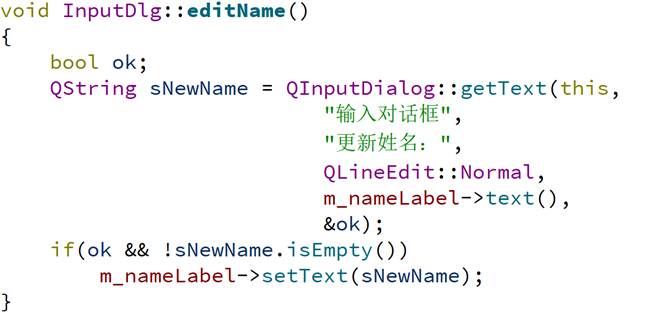 void InputDlg::editName()
{
    bool ok;
    QString sNewName = QInputDialog::getText(this,
                        "输入对话框",
                        "更新姓名：",
                        QLineEdit::Normal,
                        m_nameLabel->text(),
                        &ok);
    if(ok && !sNewName.isEmpty())
        m_nameLabel->setText(sNewName);
}